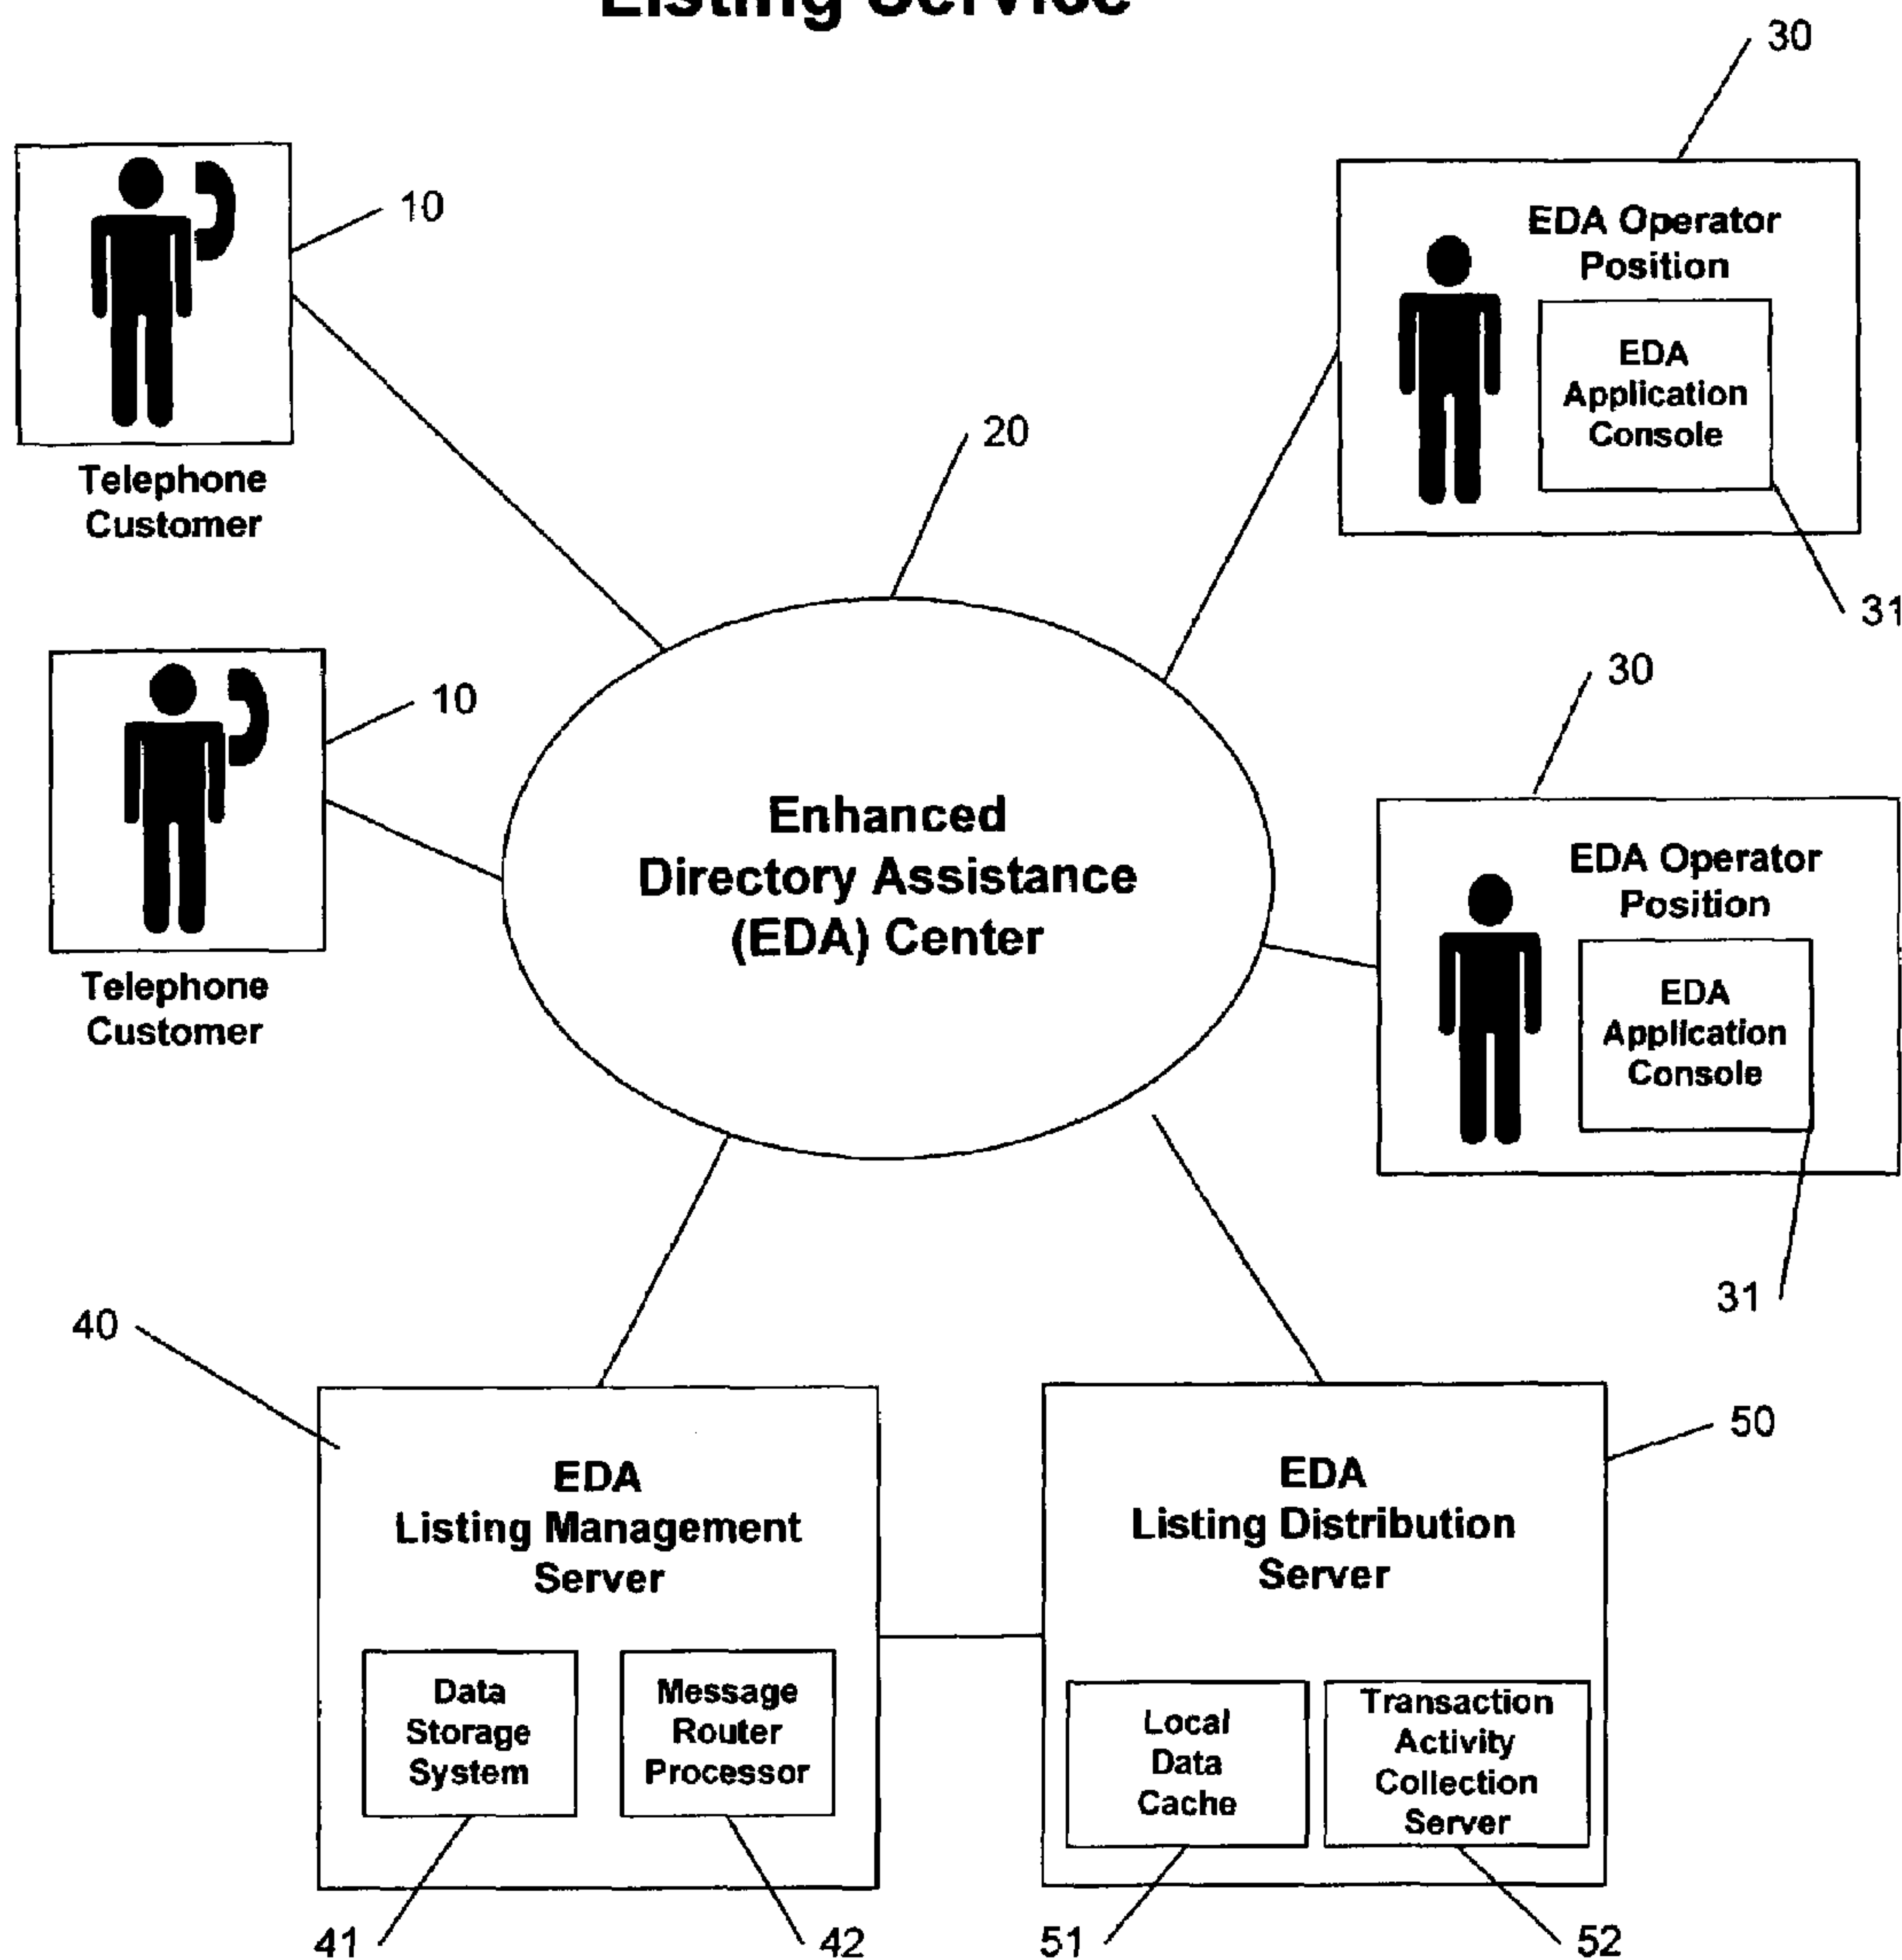 Listing Service
30
10
EDA Operator
Position
EDA
Application
Console
Telephone
Customer
20
31
30
10
Enhanced
Directory Assistance
(EDA) Center
EDA Operator
Position
EDA
Application
Console
Telephone
Customer
31
40
50
EDA
Listing Management
Server
EDA
Listing Distribution
Server
Data
Storage
System
Message
Router
Processor
Local
Data
Cache
Transaction
Activity
Collection
Server
41
42
51
52